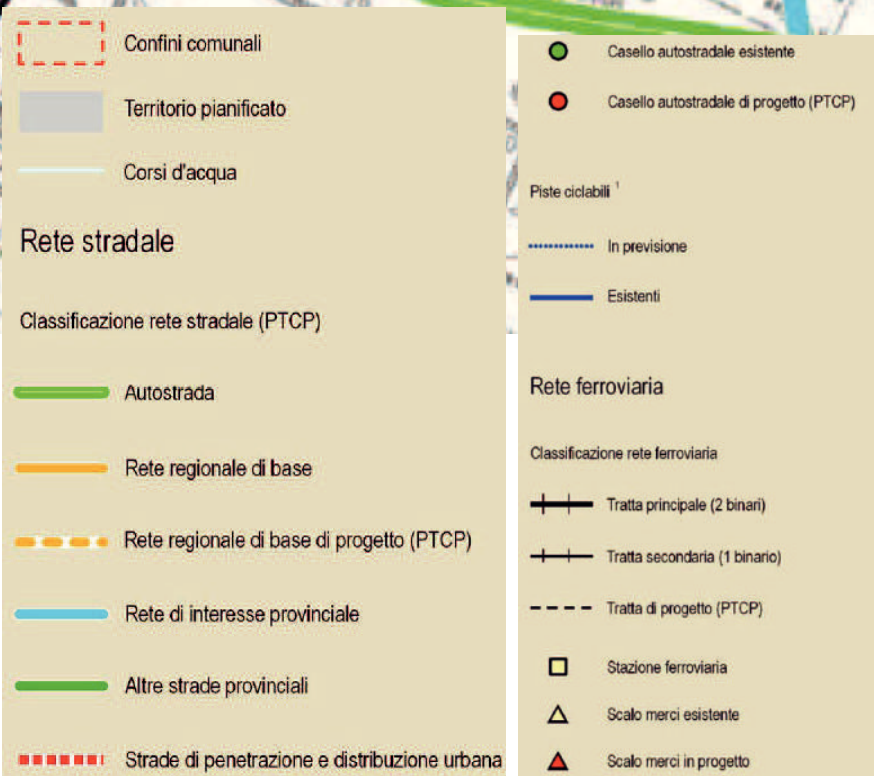 Confini comunali
Territorio pianificato
Corsi d'acqua
Rete stradale
Classificazione rete stradale (PTCP)
Autostrada
Rete regionale di base
Rete regionale di base di progetto (PTCP)
Rete di interesse provinciale
Altre strade provinciali
Strade di penetrazione e distribuzione urbana
Casello autostradale esistente
Casello autostradale di progetto (PTCP)
Piste ciclabili ¹
In previsione
Esistenti
Rete ferroviaria
Classificazione rete ferroviaria
Tratta principale (2 binari)
Tratta secondaria (1 binario)
Tratta di progetto (PTCP)
Stazione ferroviaria
Scalo merci esistente
Scalo merci in progetto